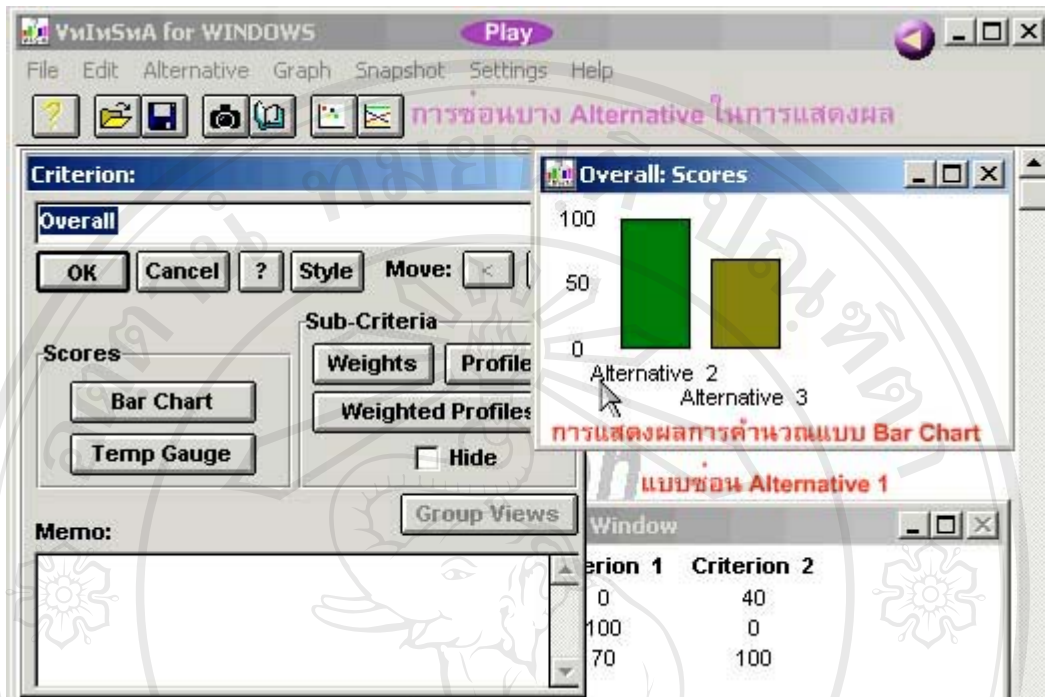 VᴎIᴎSᴎA for WINDOWS
Play
File Edit Alternative Graph Snapshot Settings Help
?
การซ่อนบาง Alternative ในการแสดงผล
Criterion:
Overall
OK Cancel ? Style Move: <
Scores
Bar Chart
Temp Gauge
Sub-Criteria
Weights Profile
Weighted Profiles
Hide
Group Views
Memo:
Overall: Scores
100
50
0
Alternative 2
Alternative 3
การแสดงผลการคำนวณแบบ Bar Chart
แบบซ่อน Alternative 1
Window
erion 1 Criterion 2
0 40
100 0
70 100